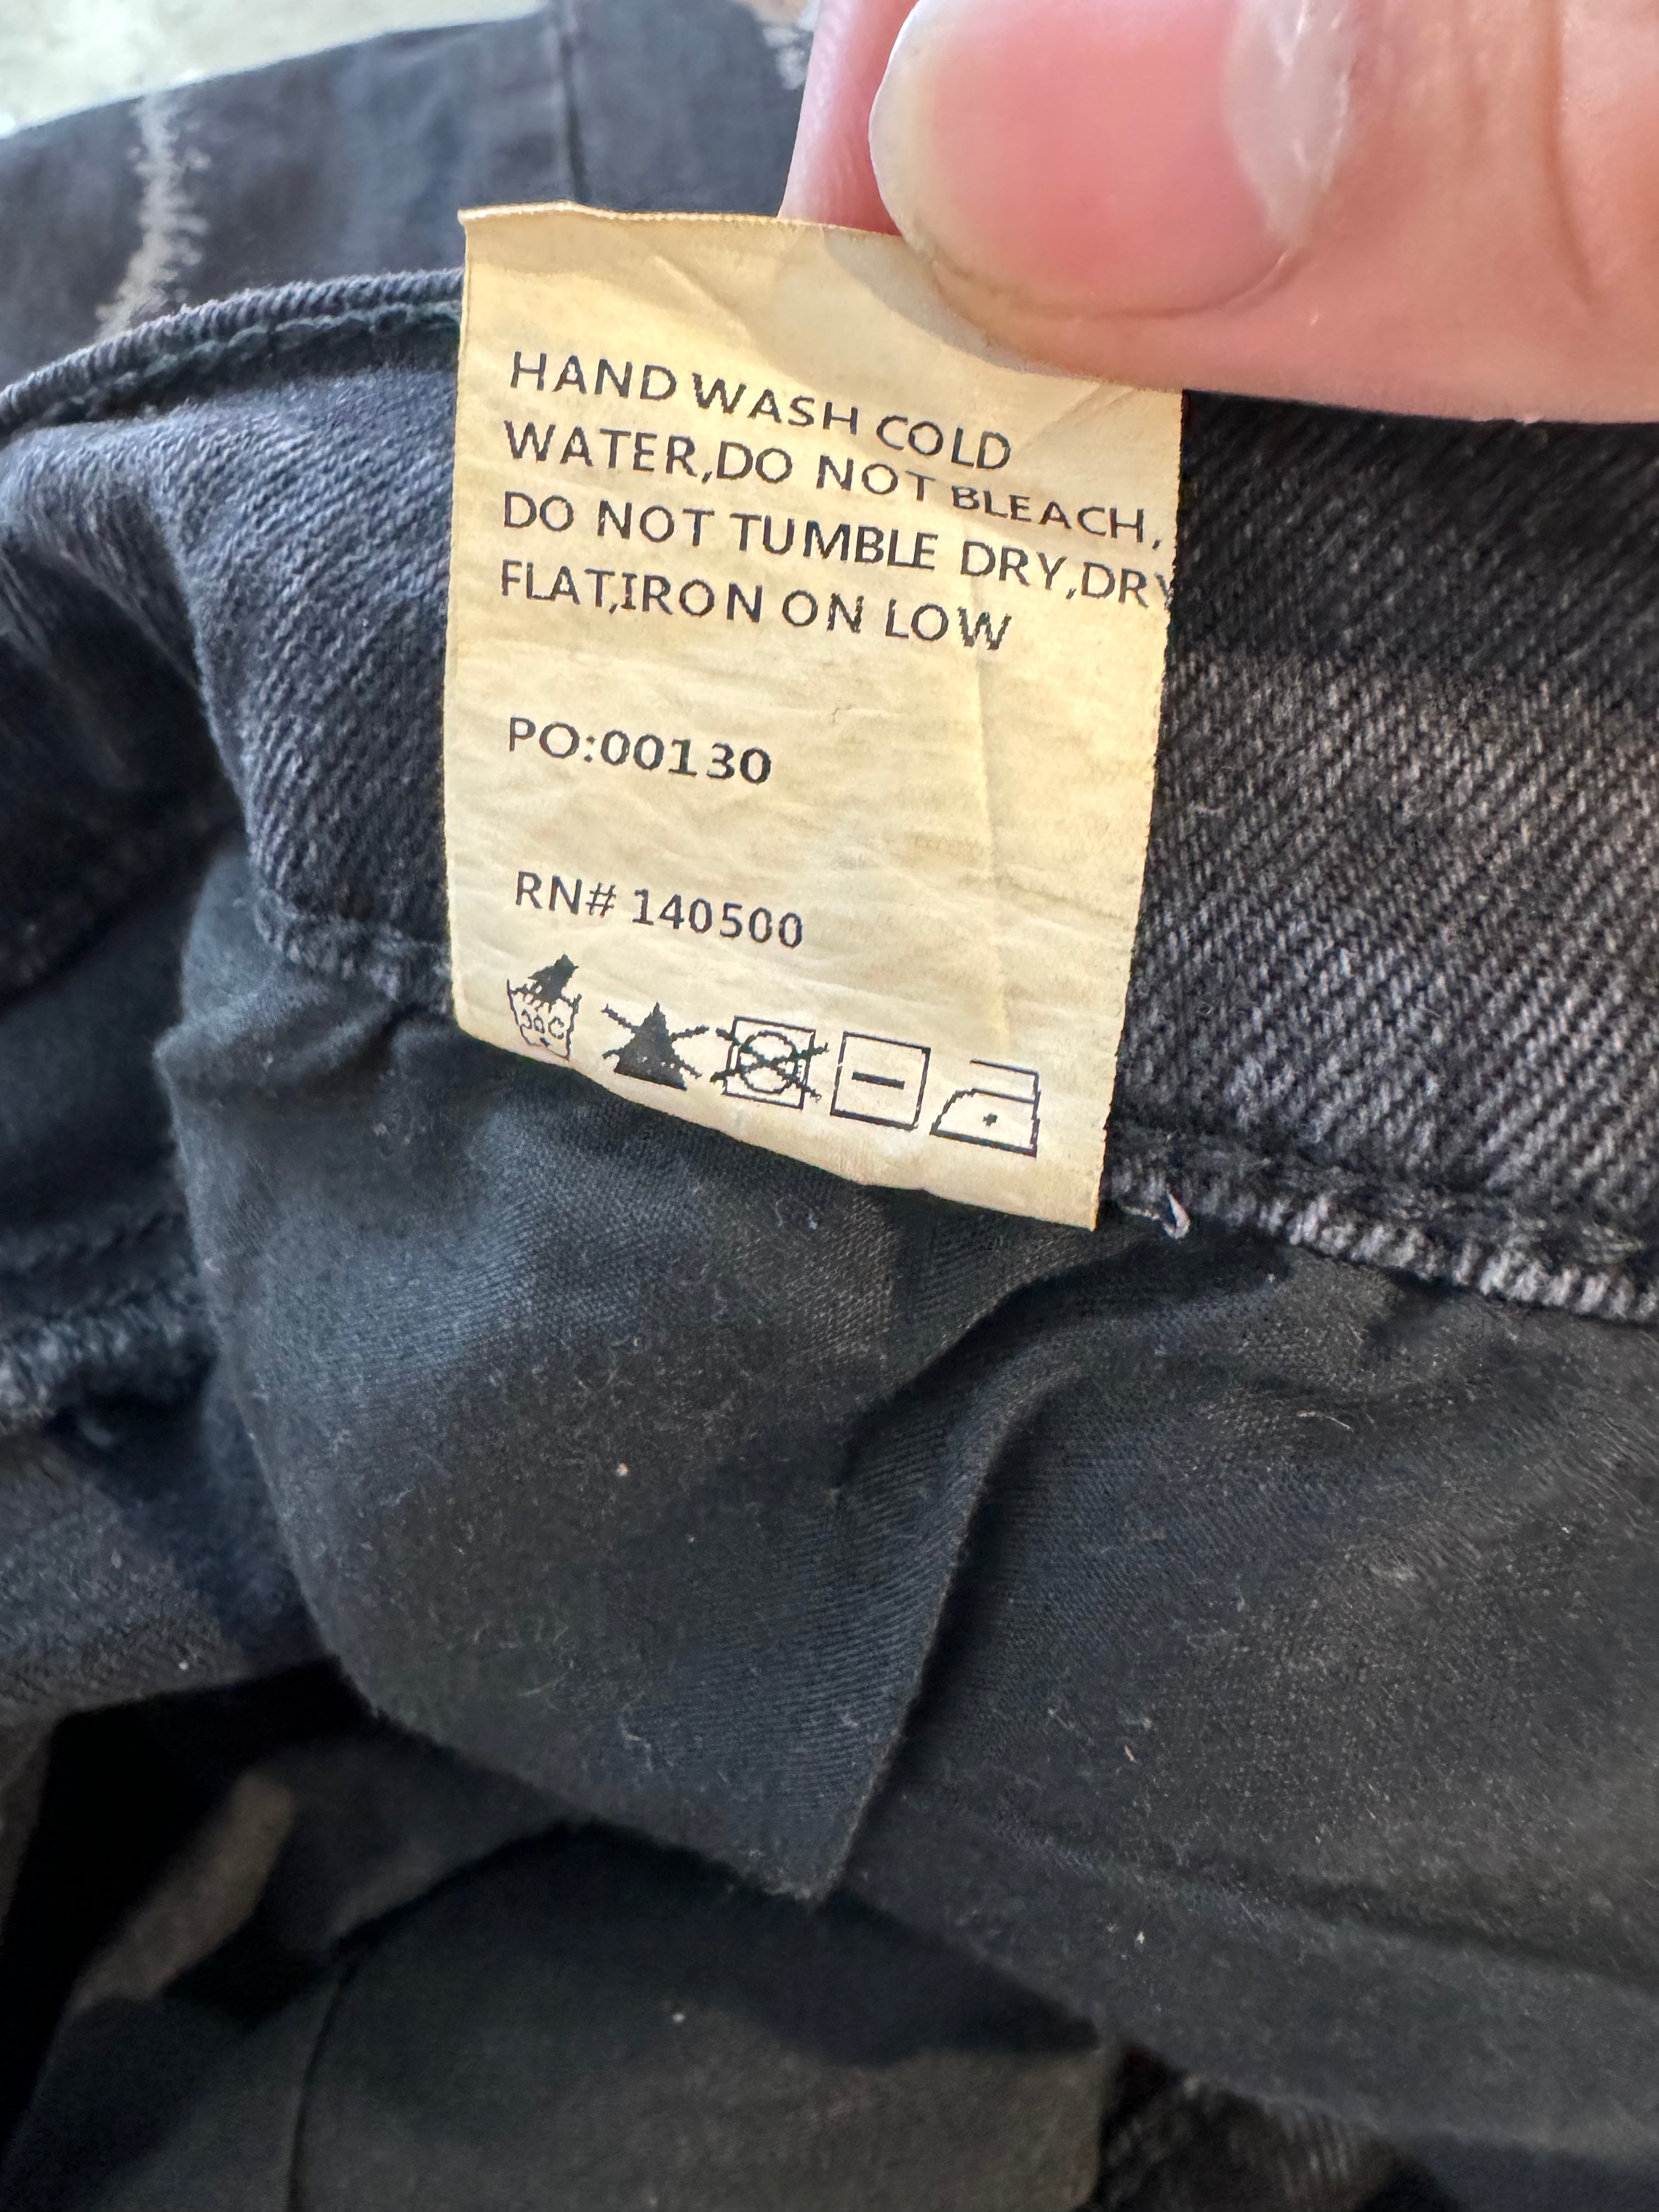 HAND WASH COLD
WATER,DO NOT BLEACH,
DO NOT TUMBLE DRY,DRY
FLAT,IRON ON LOW
PO:00130
RN# 140500